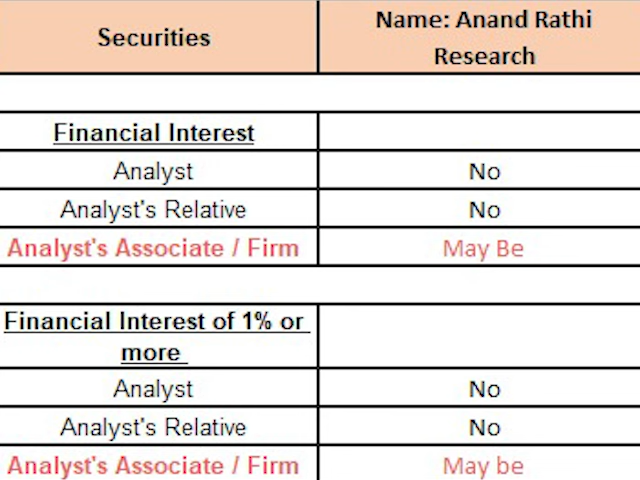 Securities
Name: Anand Rathi
Research
Financial Interest
Analyst No
Analyst's Relative No
Analyst's Associate / Firm May Be
Financial Interest of 1% or
more
Analyst No
Analyst's Relative No
Analyst's Associate / Firm May be